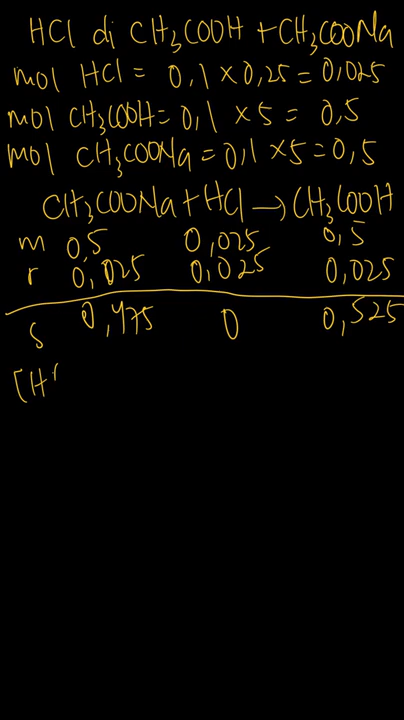 HCl di CH₃COOH + CH₃COONa
mol HCl = 0,1 × 0,25 = 0,025
mol CH₃COOH = 0,1 × 5 = 0,5
mol CH₃COONa = 0,1 × 5 = 0,5
CH₃COONa + HCl → CH₃COOH
m 0,5 0,025 0,5
r 0,025 0,025 0,025
s 0,475 0 0,525
[H